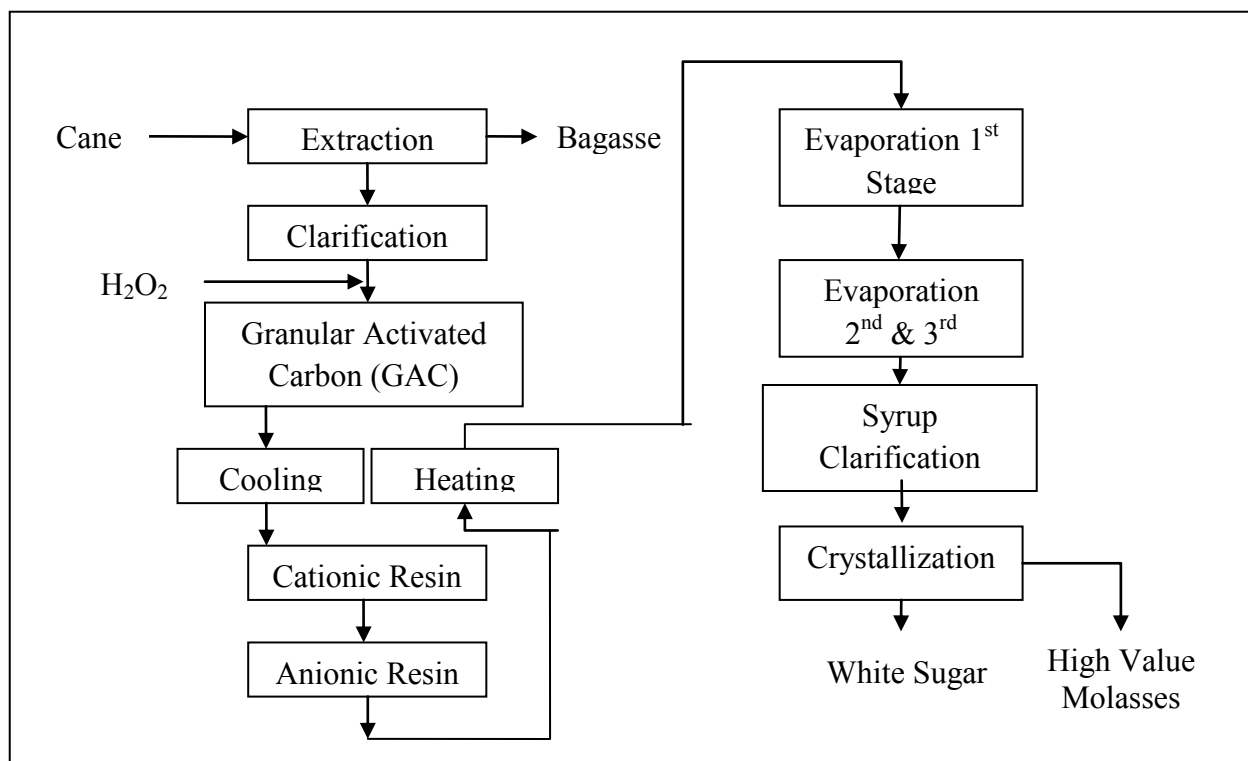 Cane
Extraction
Bagasse
Clarification
H₂O₂
Granular Activated
Carbon (GAC)
Cooling
Heating
Cationic Resin
Anionic Resin
Evaporation 1ˢᵗ
Stage
Evaporation
2ⁿᵈ & 3ʳᵈ
Syrup
Clarification
Crystallization
White Sugar
High Value
Molasses